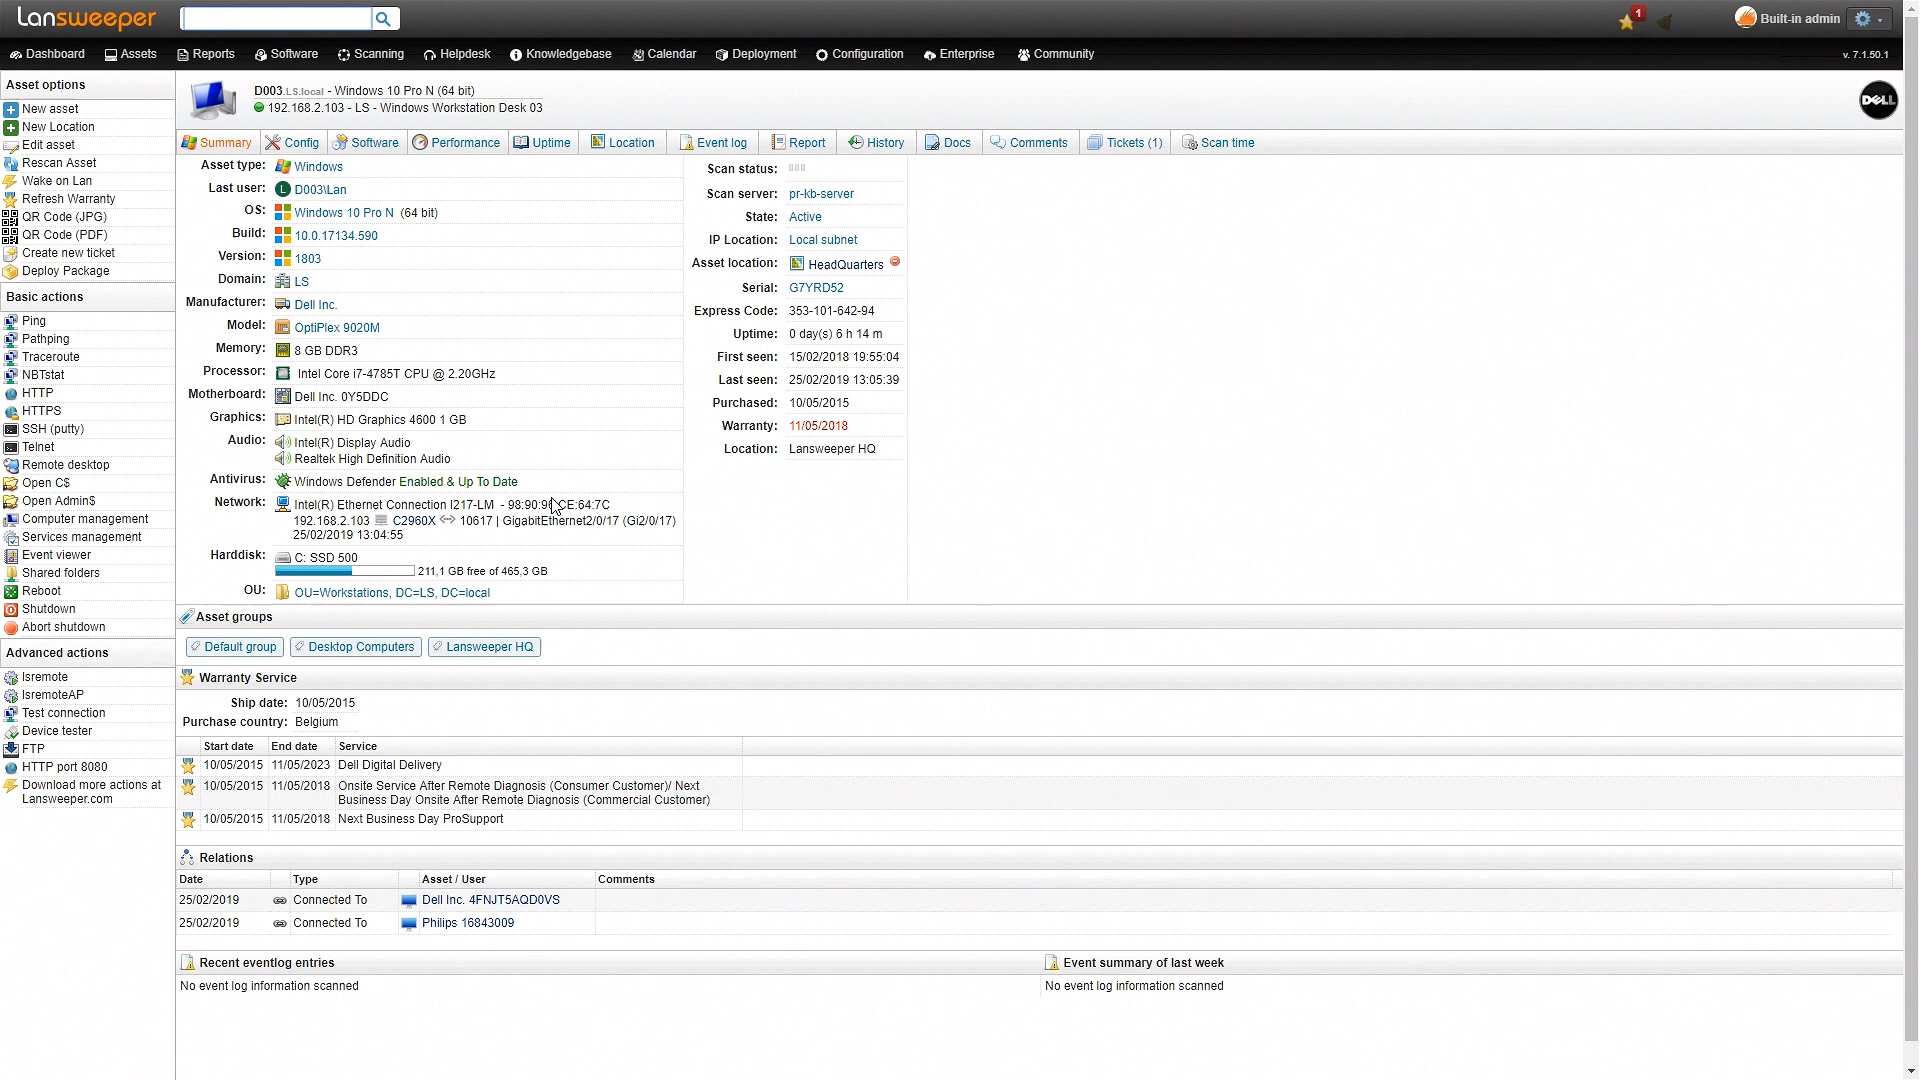 Lansweeper
1
Built-in admin
Dashboard Assets Reports Software Scanning Helpdesk Knowledgebase Calendar Deployment Configuration Enterprise Community
v. 7.1.50.1
Asset options
New asset
New Location
Edit asset
Rescan Asset
Wake on Lan
Refresh Warranty
QR Code (JPG)
QR Code (PDF)
Create new ticket
Deploy Package
Basic actions
Ping
Pathping
Traceroute
NBTstat
HTTP
HTTPS
SSH (putty)
Telnet
Remote desktop
Open C$
Open Admin$
Computer management
Services management
Event viewer
Shared folders
Reboot
Shutdown
Abort shutdown
Advanced actions
lsremote
lsremoteAP
Test connection
Device tester
FTP
HTTP port 8080
Download more actions at
Lansweeper.com
D003.LS.local - Windows 10 Pro N (64 bit)
192.168.2.103 - LS - Windows Workstation Desk 03
DELL
Summary Config Software Performance Uptime Location Event log Report History Docs Comments Tickets (1) Scan time
Asset type: Windows
Last user: L D003\Lan
OS: Windows 10 Pro N (64 bit)
Build: 10.0.17134.590
Version: 1803
Domain: LS
Manufacturer: Dell Inc.
Model: OptiPlex 9020M
Memory: 8 GB DDR3
Processor: Intel Core i7-4785T CPU @ 2.20GHz
Motherboard: Dell Inc. 0Y5DDC
Graphics: Intel(R) HD Graphics 4600 1 GB
Audio: Intel(R) Display Audio
Realtek High Definition Audio
Antivirus: Windows Defender Enabled & Up To Date
Network: Intel(R) Ethernet Connection I217-LM
192.168.2.103 C2960X 10617 | GigabitEthernet2/0/17 (Gi2/0/17)
25/02/2019 13:04:55
Harddisk: C: SSD 500
211,1 GB free of 465,3 GB
OU: OU=Workstations, DC=LS, DC=local
Scan status:
Scan server: pr-kb-server
State: Active
IP Location: Local subnet
Asset location: HeadQuarters
Serial: G7YRD52
Express Code: 353-101-642-94
Uptime: 0 day(s) 6 h 14 m
First seen: 15/02/2018 19:55:04
Last seen: 25/02/2019 13:05:39
Purchased: 10/05/2015
Warranty: 11/05/2018
Location: Lansweeper HQ
Asset groups
Default group Desktop Computers Lansweeper HQ
Warranty Service
Ship date: 10/05/2015
Purchase country: Belgium
Start date End date Service
10/05/2015 11/05/2023 Dell Digital Delivery
10/05/2015 11/05/2018 Onsite Service After Remote Diagnosis (Consumer Customer)/ Next
Business Day Onsite After Remote Diagnosis (Commercial Customer)
10/05/2015 11/05/2018 Next Business Day ProSupport
Relations
Date Type Asset / User Comments
25/02/2019 Connected To Dell Inc. 4FNJT5AQD0VS
25/02/2019 Connected To Philips 16843009
Recent eventlog entries
No event log information scanned
Event summary of last week
No event log information scanned